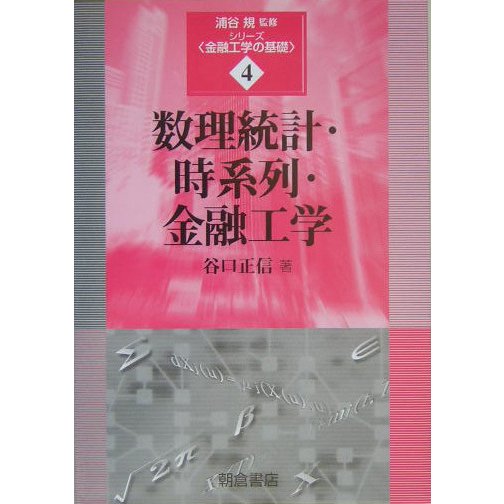 浦谷 規 監修
シリーズ
〈金融工学の基礎〉
4
数理統計・
時系列・
金融工学
谷口正信 著
Σ
ε
β
√2π
朝倉書店